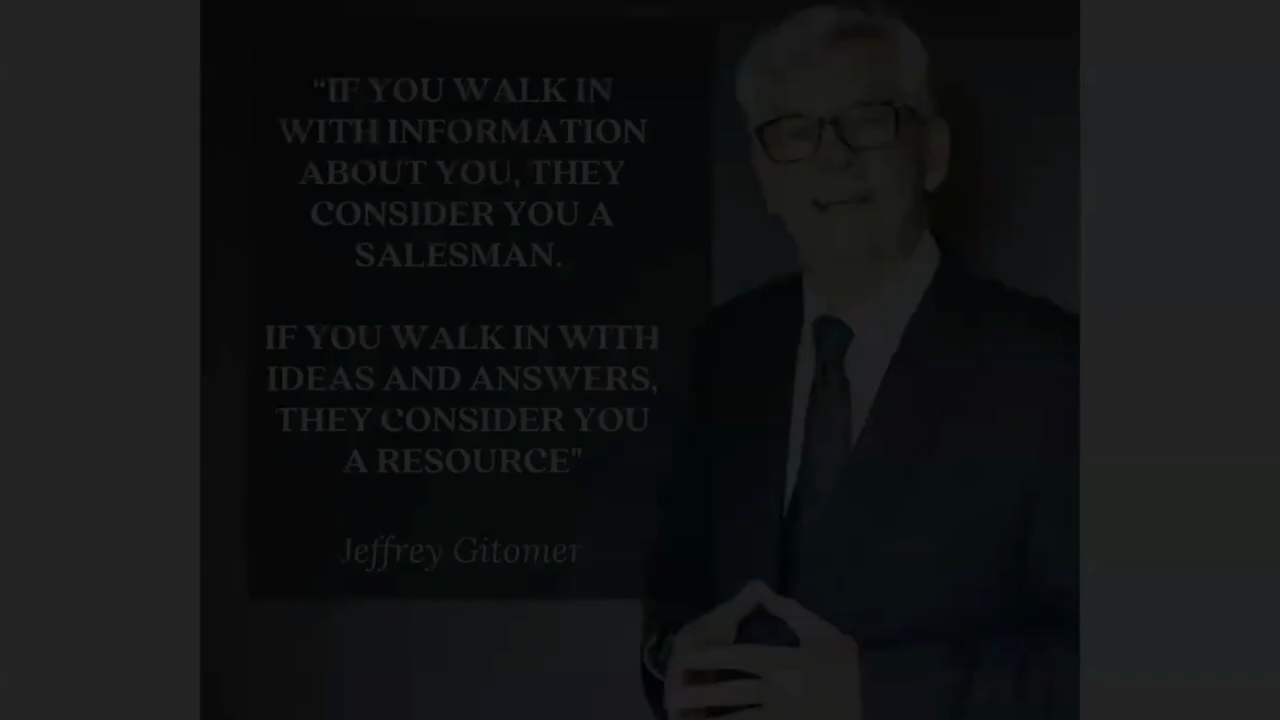 "IF YOU WALK IN
WITH INFORMATION
ABOUT YOU, THEY
CONSIDER YOU A
SALESMAN.
IF YOU WALK IN WITH
IDEAS AND ANSWERS,
THEY CONSIDER YOU
A RESOURCE"
Jeffrey Gitomer